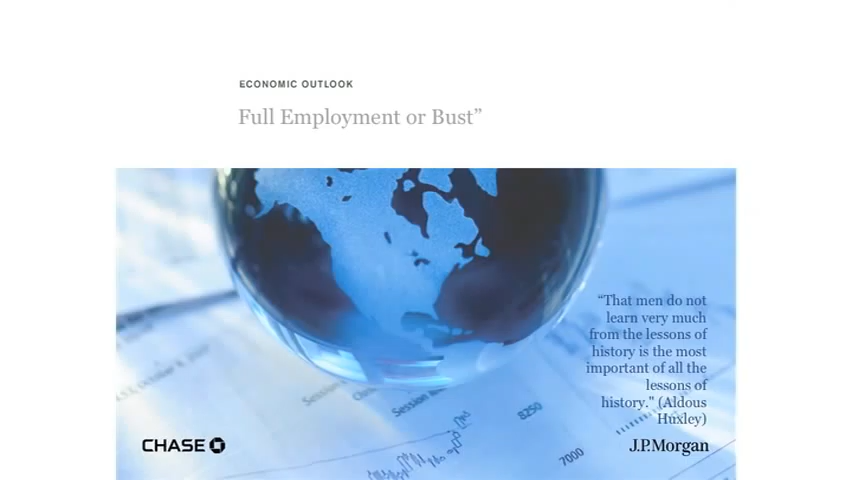 ECONOMIC OUTLOOK
Full Employment or Bust”
“That men do not
learn very much
from the lessons of
history is the most
important of all the
lessons of
history." (Aldous
Huxley)
8250
7000
CHASE
J.P.Morgan